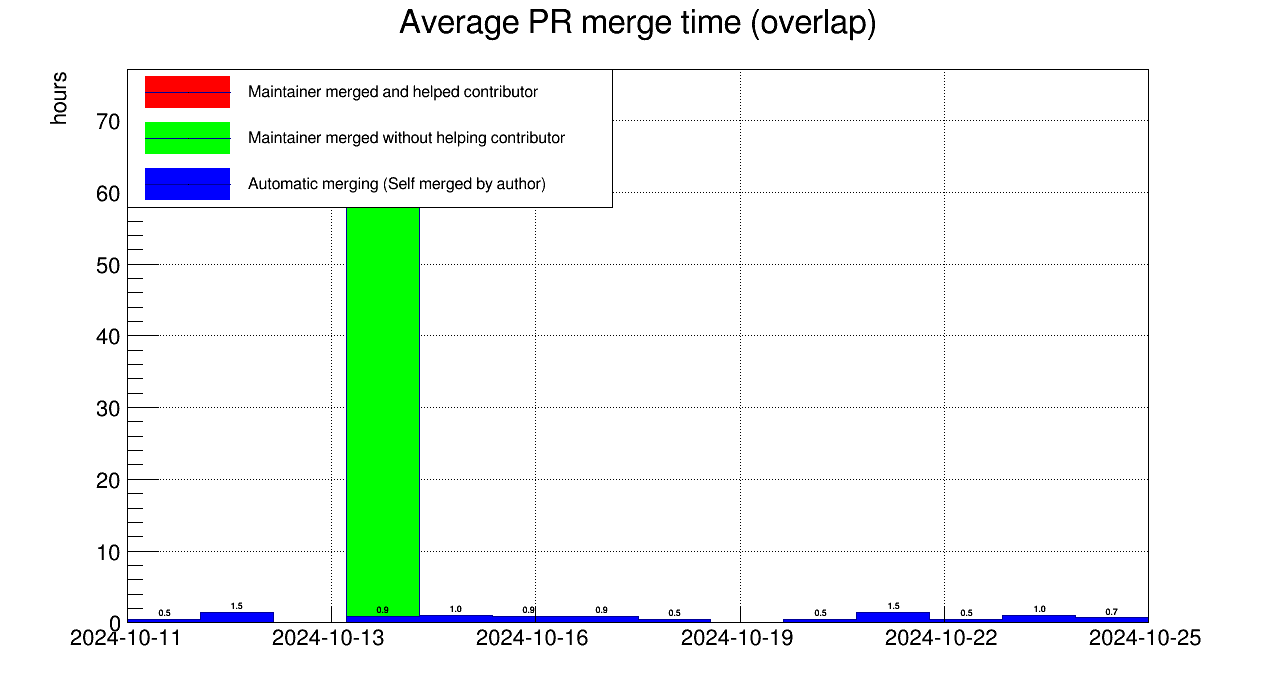 Average PR merge time (overlap)
hours
Maintainer merged and helped contributor
Maintainer merged without helping contributor
Automatic merging (Self merged by author)
70
60
50
40
30
20
10
0
0.5 1.5 0.9 1.0 0.9 0.9 0.5 0.5 1.5 0.5 1.0 0.7
2024-10-11 2024-10-13 2024-10-16 2024-10-19 2024-10-22 2024-10-25